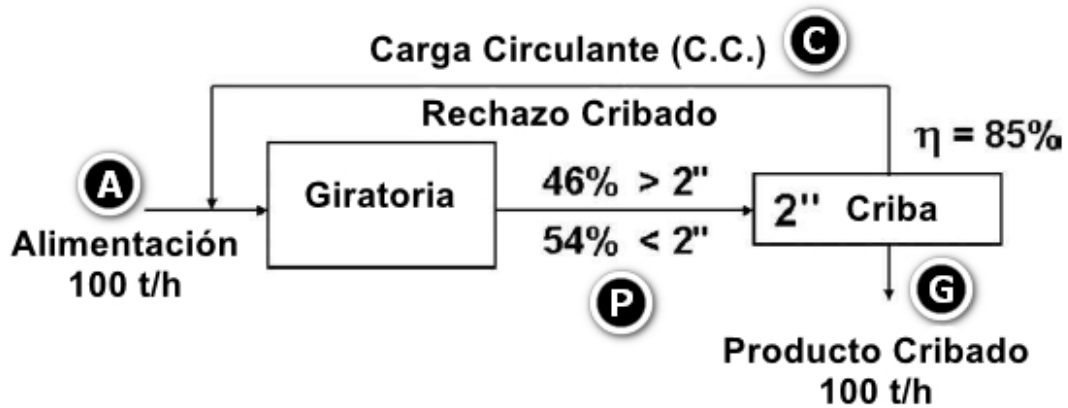 Carga Circulante (C.C.) C
Rechazo Cribado
η = 85%
A
Giratoria
46% > 2"
2" Criba
Alimentación
100 t/h
54% < 2"
P
G
Producto Cribado
100 t/h